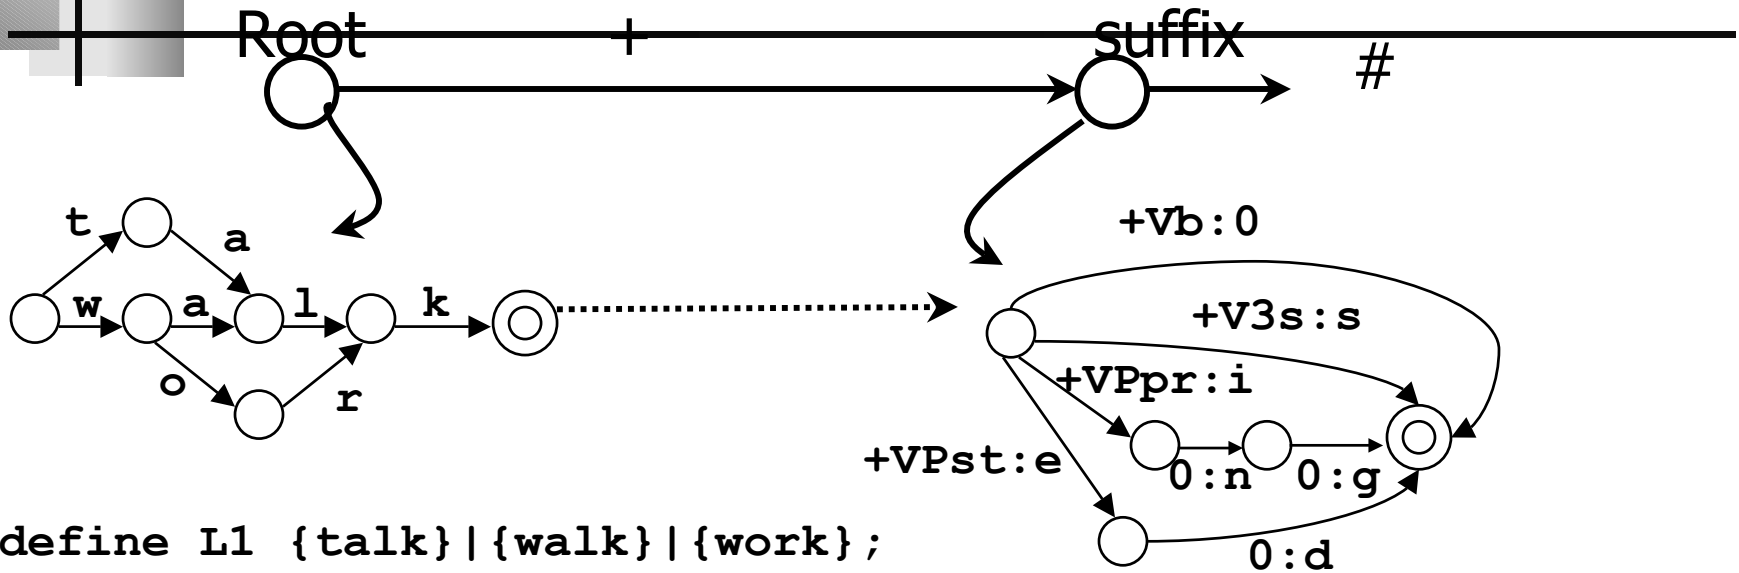 Root + suffix #
t a +Vb:0
w a l k +V3s:s
o r +VPpr:i
+VPst:e 0:n 0:g
define L1 {talk}|{walk}|{work}; 0:d